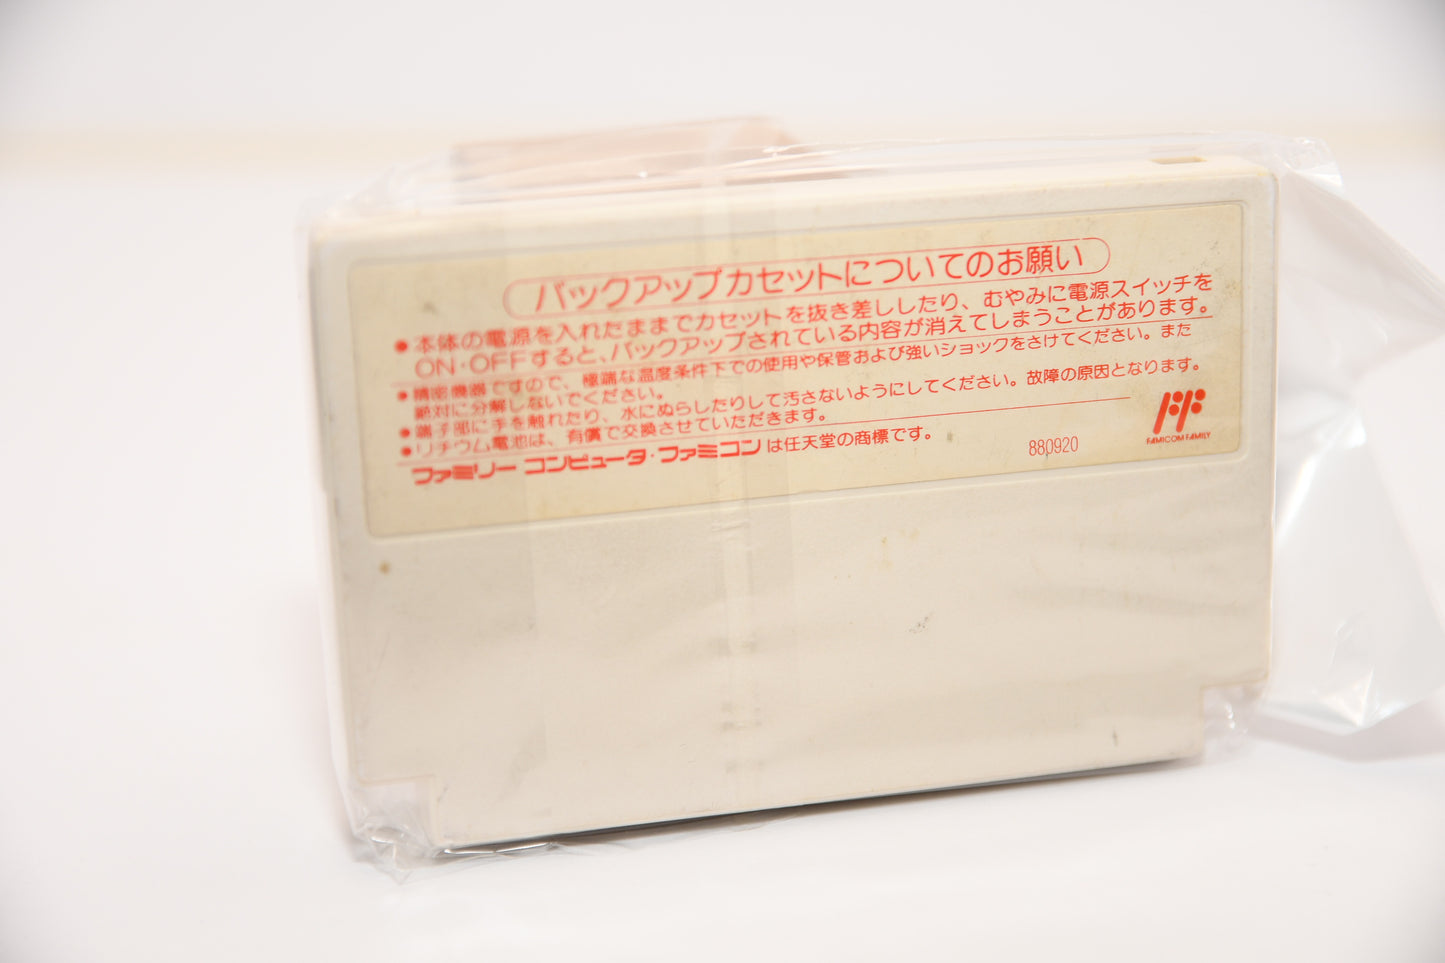 バックアップカセットについてのお願い
●本体の電源を入れたままでカセットを抜き差ししたり、むやみに電源スイッチを
ON・OFFすると、バックアップされている内容が消えてしまうことがあります。
●精密機器ですので、極端な温度条件下での使用や保管および強いショックをさけてください。また
絶対に分解しないでください。
●端子部に手を触れたり、水にぬらしたりして汚さないようにしてください。故障の原因となります。
●リチウム電池は、有償で交換させていただきます。
ファミリーコンピュータ・ファミコンは任天堂の商標です。
880920
FAMICOM FAMILY